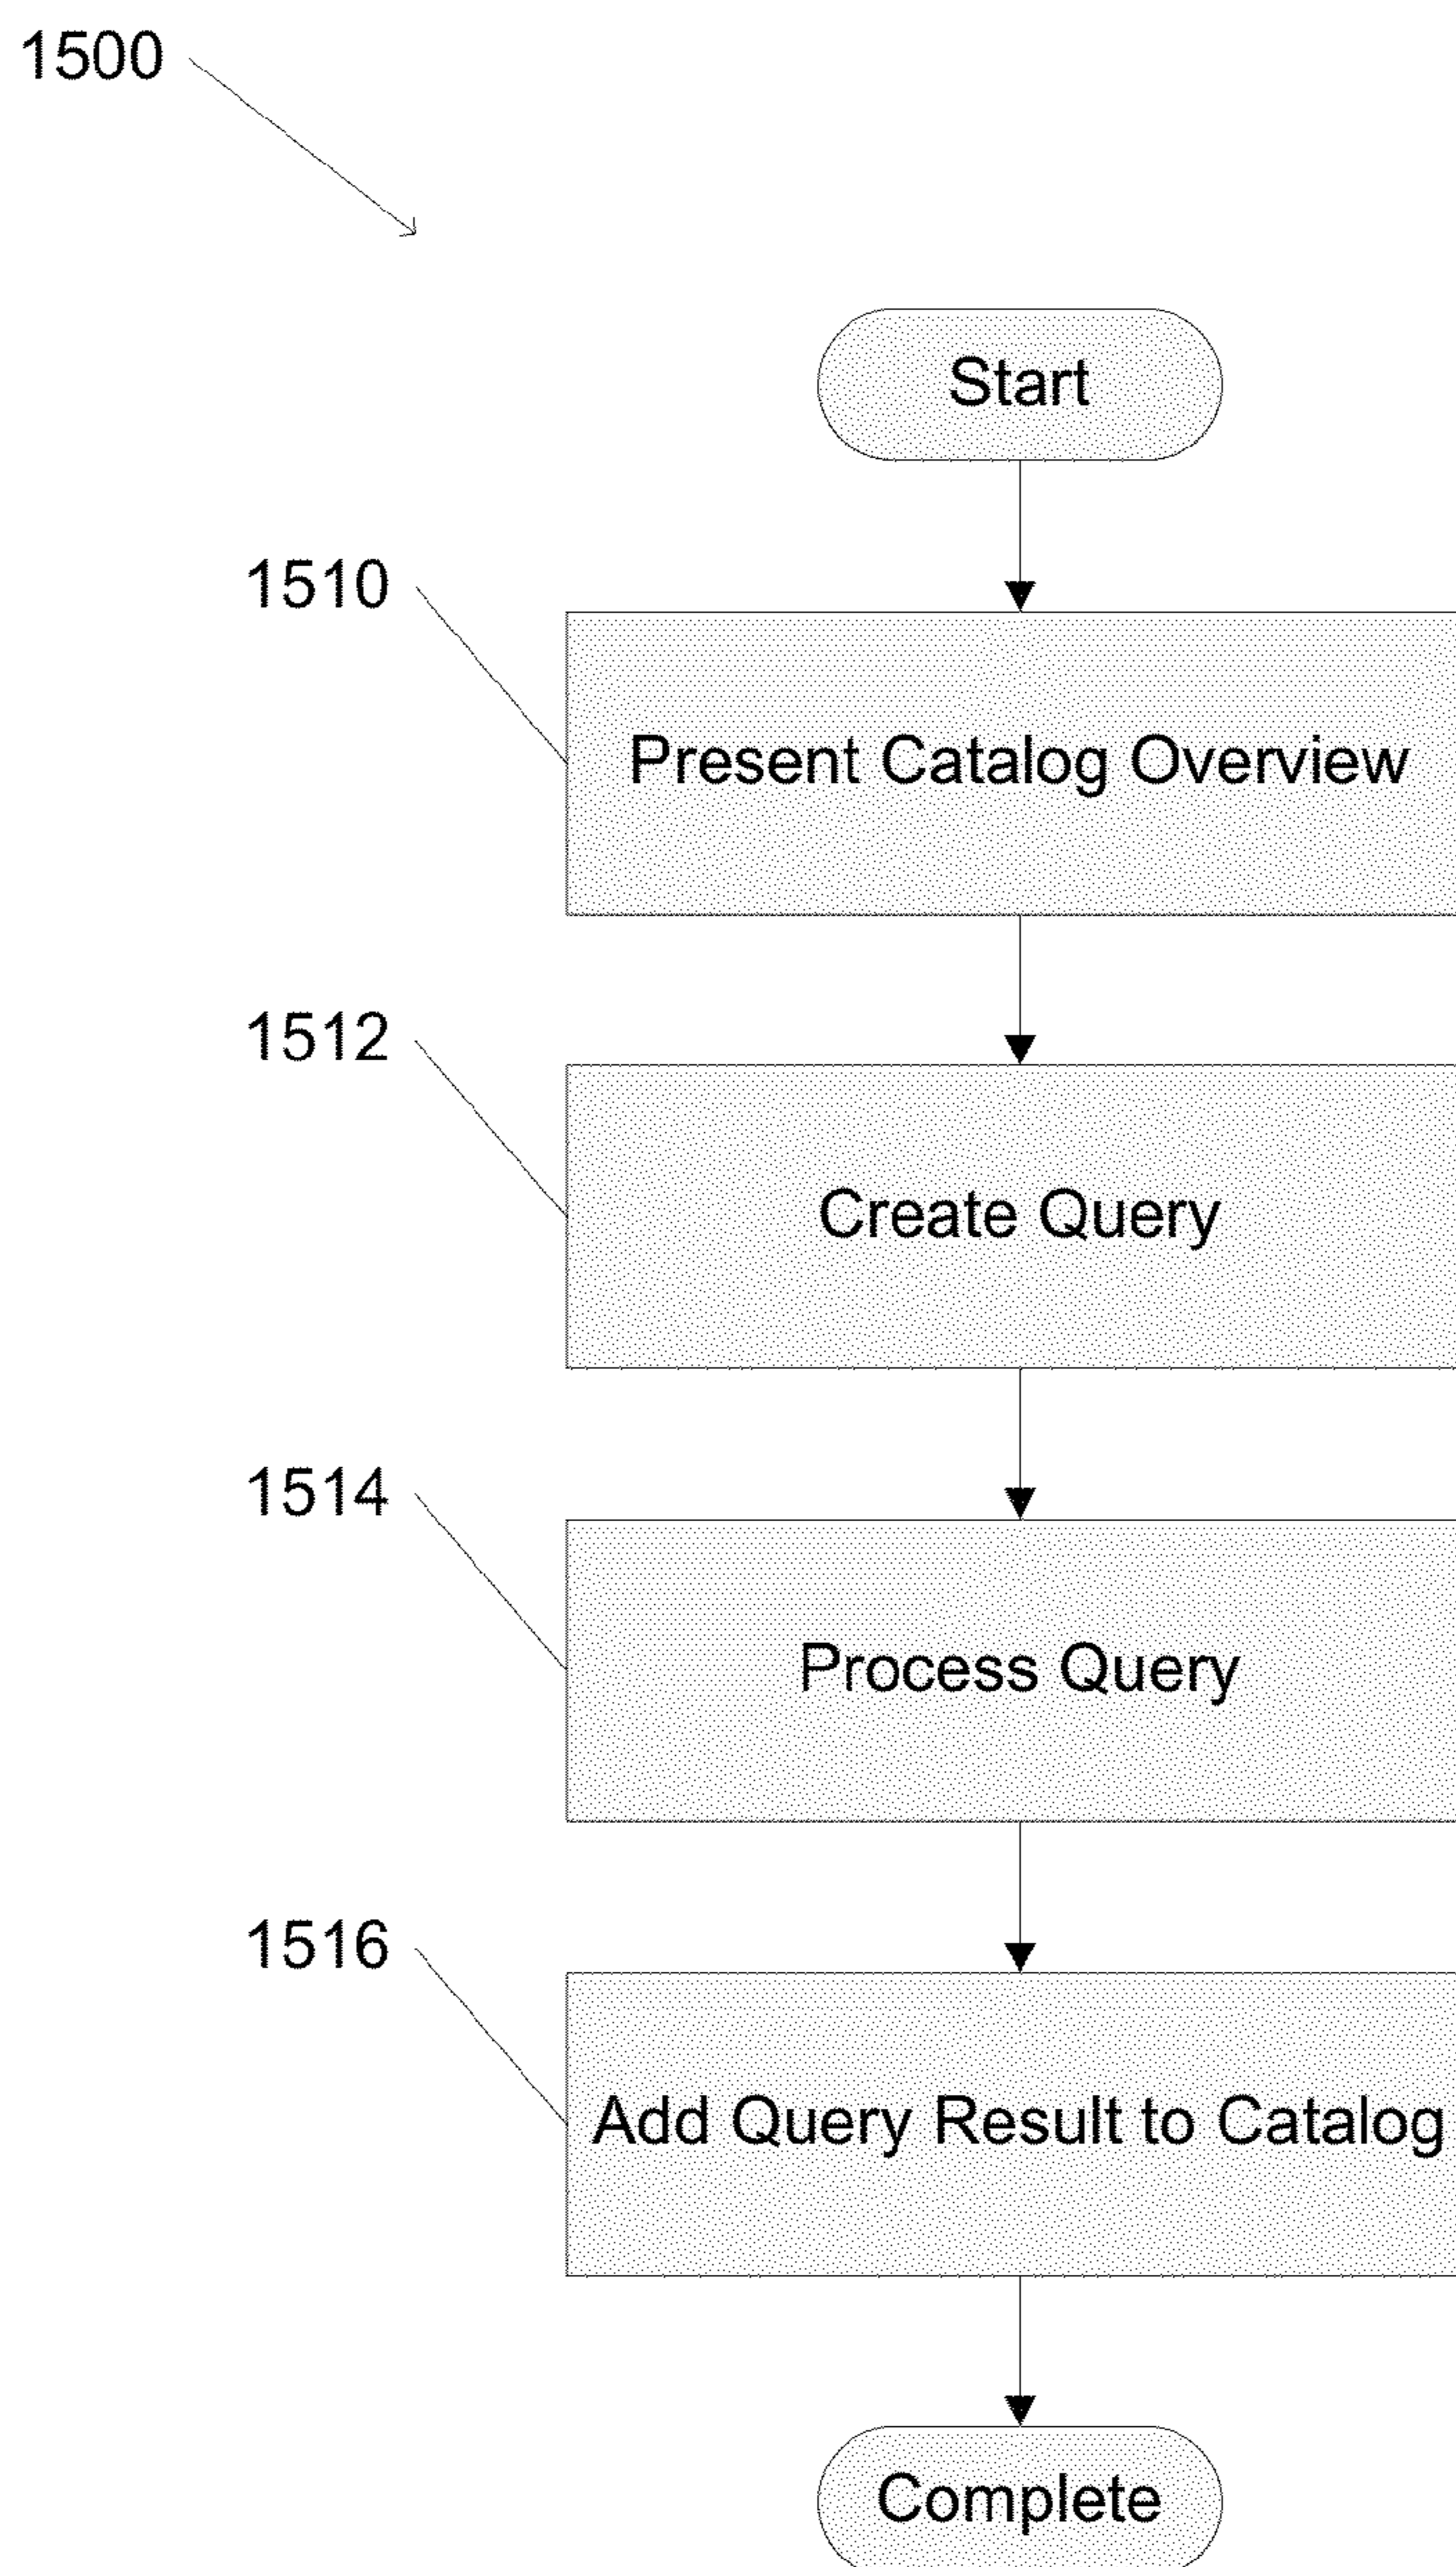 1500
Start
1510
Present Catalog Overview
1512
Create Query
1514
Process Query
1516
Add Query Result to Catalog
Complete